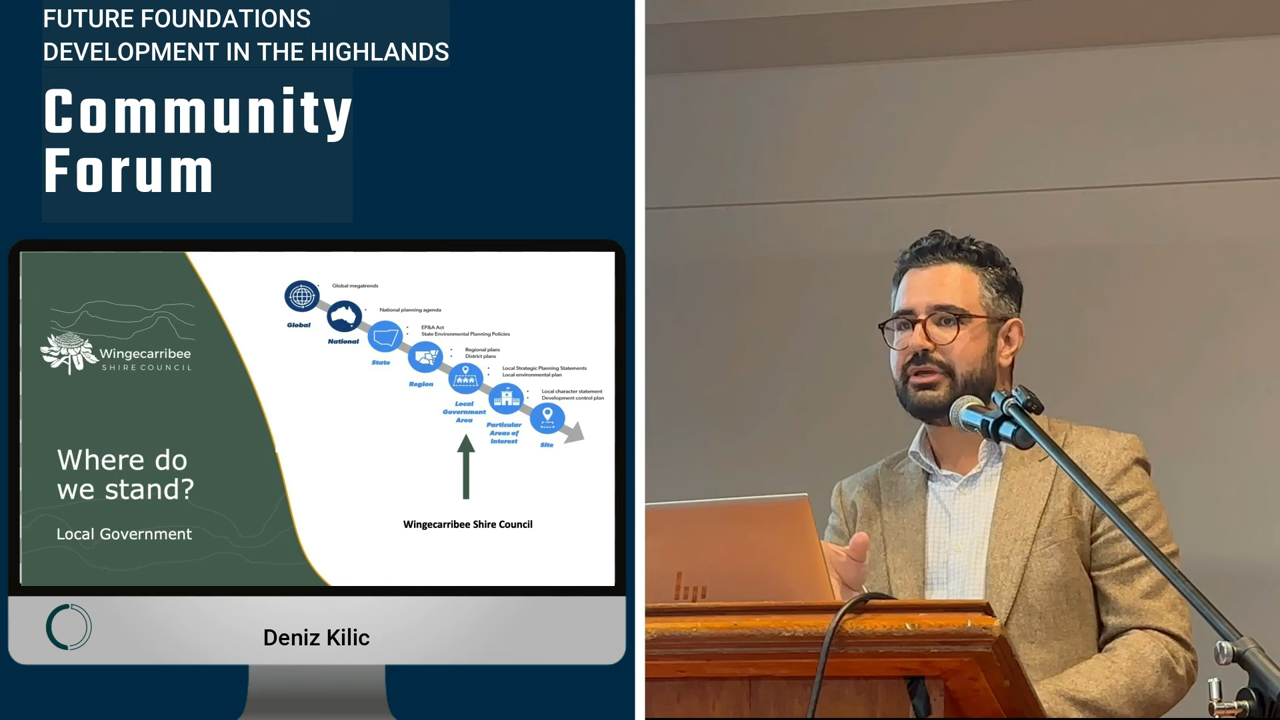 FUTURE FOUNDATIONS
DEVELOPMENT IN THE HIGHLANDS
Community
Forum
Wingecarribee
SHIRE COUNCIL
Where do
we stand?
Local Government
Global
• Global megatrends
National
• National planning agenda
State
• EP&A Act
• State Environmental Planning Policies
Region
• Regional plans
• District plans
Local
Government
Area
• Local Strategic Planning Statements
• Local environmental plan
Particular
Areas of
Interest
• Local character statement
• Development control plan
Site
Wingecarribee Shire Council
Deniz Kilic
hp